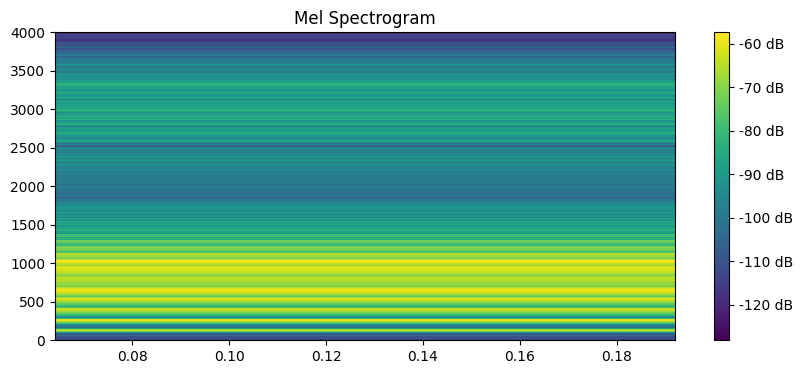 Mel Spectrogram
4000
3500
3000
2500
2000
1500
1000
500
0
0.08 0.10 0.12 0.14 0.16 0.18
-60 dB
-70 dB
-80 dB
-90 dB
-100 dB
-110 dB
-120 dB